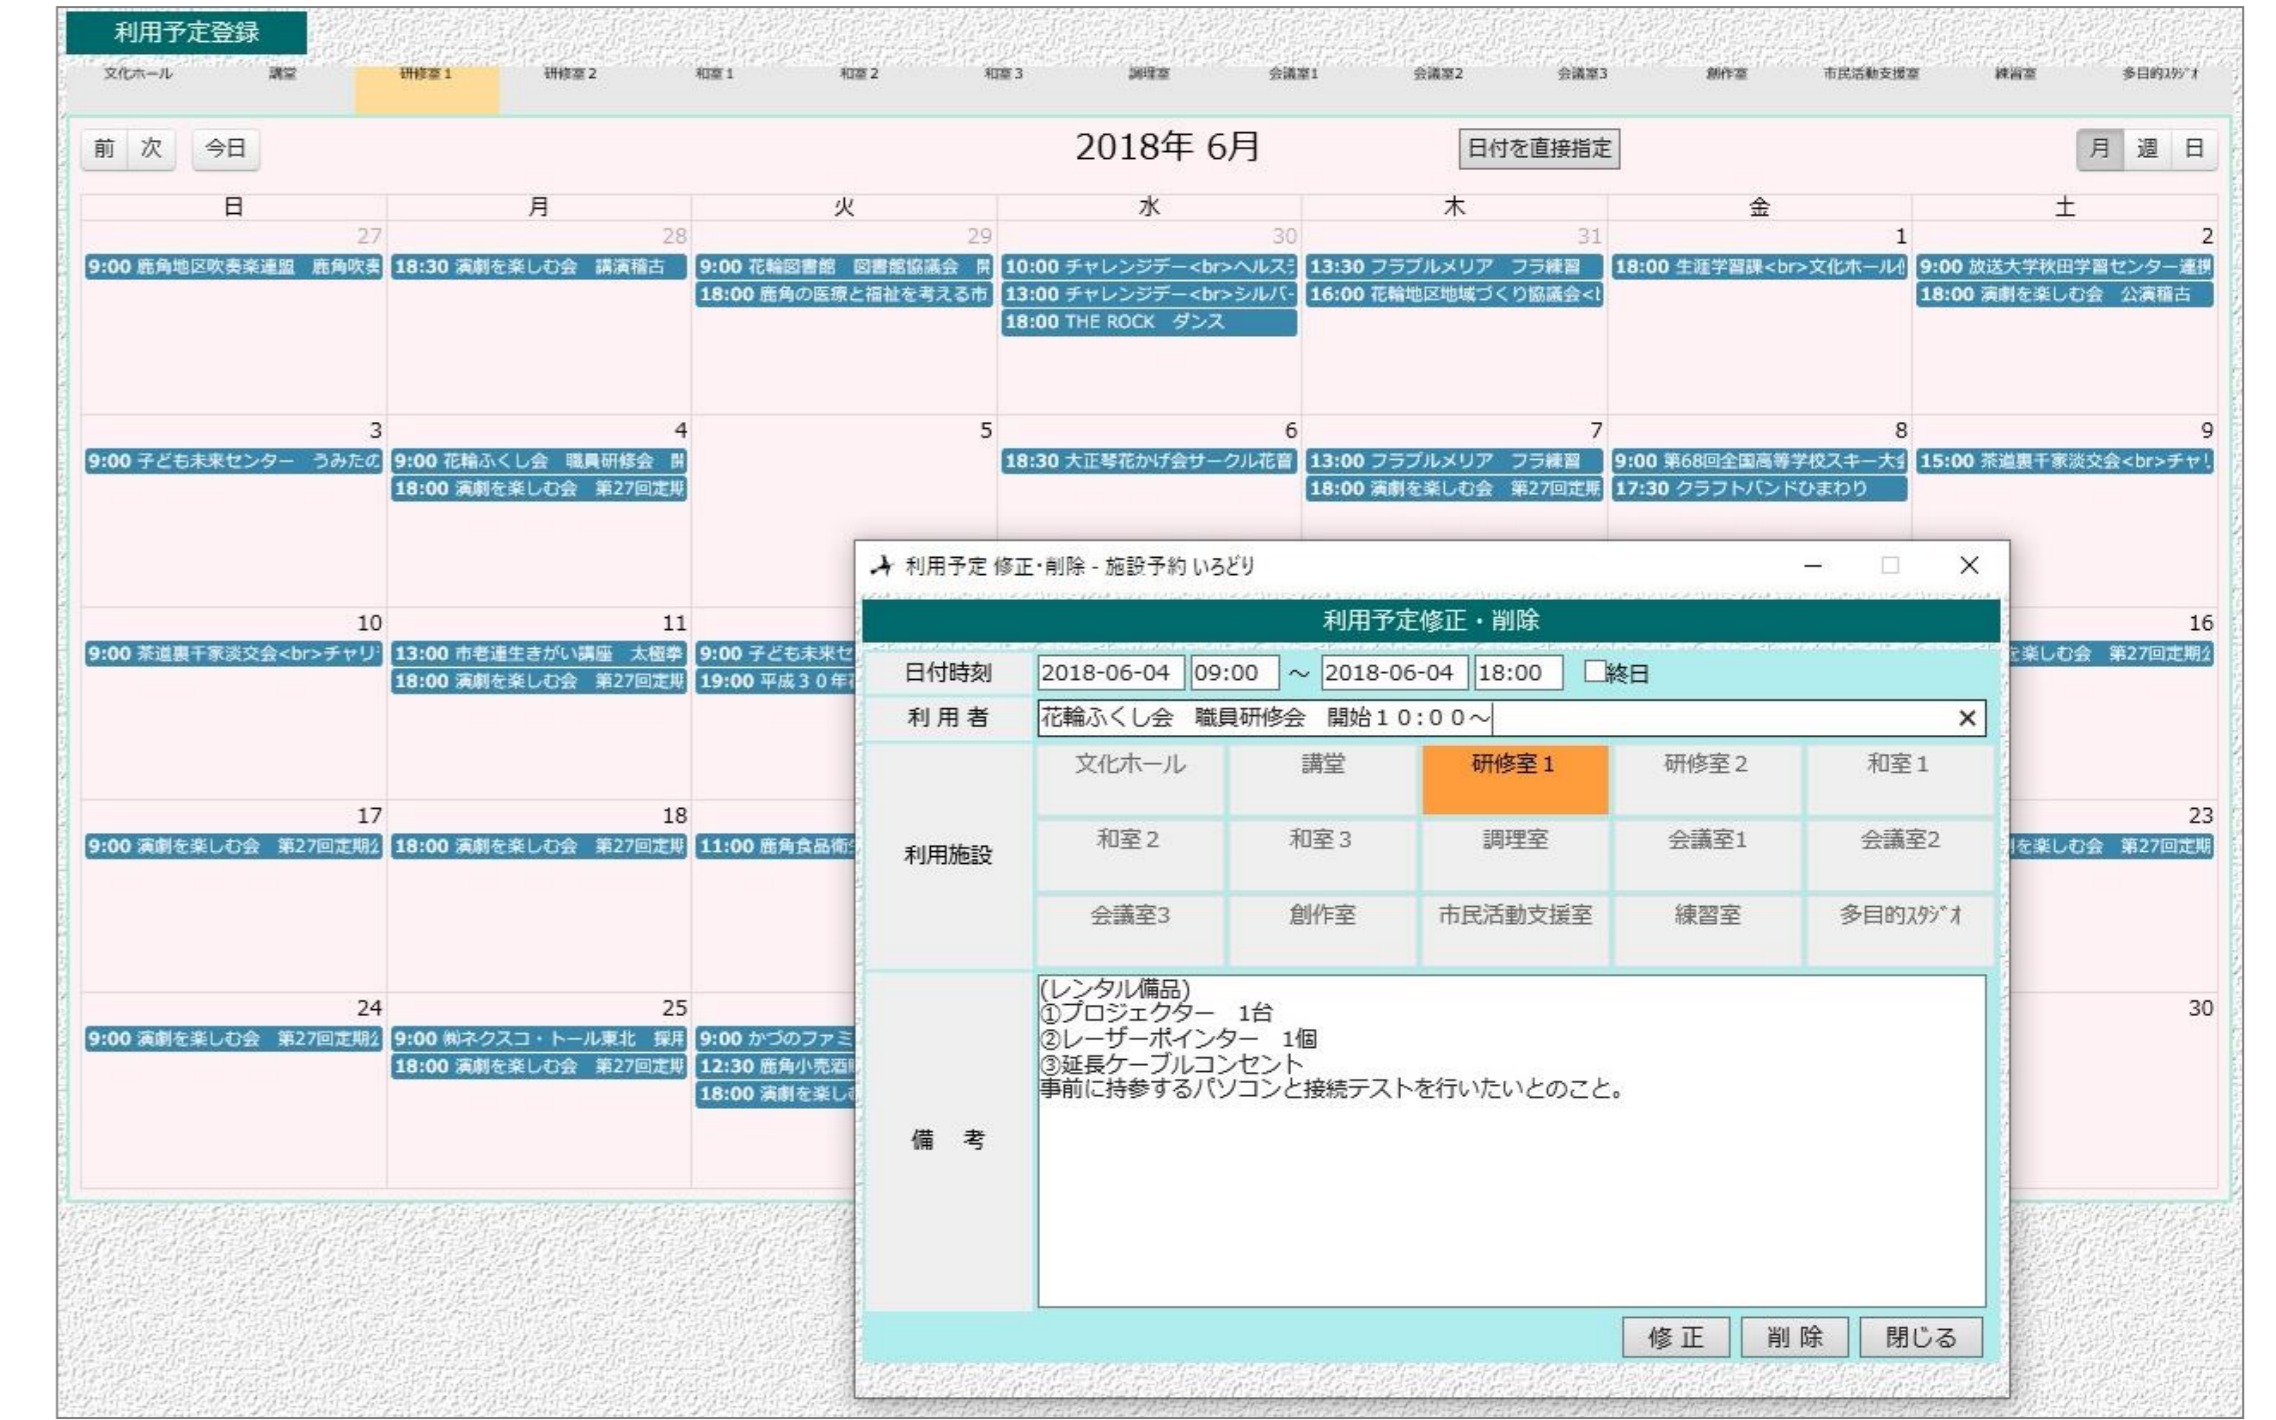 利用予定登録
文化ホール 講堂 研修室1 研修室2 和室1 和室2 和室3 調理室 会議室1 会議室2 会議室3 創作室 市民活動支援室 練習室 多目的ｽﾀｼﾞｵ
前 次 今日 2018年 6月 日付を直接指定 月 週 日
日 月 火 水 木 金 土
27 28 29 30 31 1 2
9:00 鹿角地区吹奏楽連盟　鹿角吹奏 18:30 演劇を楽しむ会　講演稽古 9:00 花輪図書館　図書館協議会　開 10:00 チャレンジデー<br>ヘルス 13:30 フラプルメリア　フラ練習 18:00 生涯学習課<br>文化ホール 9:00 放送大学秋田学習センター連携
18:00 鹿角の医療と福祉を考える市 13:00 チャレンジデー<br>シルバー 16:00 花輪地区地域づくり協議会< 18:00 演劇を楽しむ会　公演稽古
18:00 THE ROCK　ダンス
3 4 5 6 7 8 9
9:00 子ども未来センター　うみたの 9:00 花輪ふくし会　職員研修会　開 18:30 大正琴花かげ会サークル花音 13:00 フラプルメリア　フラ練習 9:00 第68回全国高等学校スキー大会 15:00 茶道裏千家淡交会<br>チャリ
18:00 演劇を楽しむ会　第27回定期 18:00 演劇を楽しむ会　第27回定期 17:30 クラフトバンドひまわり
10 11 16
9:00 茶道裏千家淡交会<br>チャリ 13:00 市老連生きがい講座　太極拳 9:00 子ども未来セ を楽しむ会　第27回定期公
18:00 演劇を楽しむ会　第27回定期 19:00 平成３０年
17 18 23
9:00 演劇を楽しむ会　第27回定期公 18:00 演劇を楽しむ会　第27回定期 11:00 鹿角食品衛 を楽しむ会　第27回定期
24 25 30
9:00 演劇を楽しむ会　第27回定期公 9:00 ㈱ネクスコ・トール東北　採用 9:00 かづのファミ
18:00 演劇を楽しむ会　第27回定期 12:30 鹿角小売酒販
18:00 演劇を楽し
利用予定 修正･削除 - 施設予約 いろどり
利用予定修正・削除
日付時刻 2018-06-04 09:00 ～ 2018-06-04 18:00 終日
利 用 者 花輪ふくし会　職員研修会　開始１０：００～
利用施設
文化ホール 講堂 研修室1 研修室2 和室1
和室2 和室3 調理室 会議室1 会議室2
会議室3 創作室 市民活動支援室 練習室 多目的ｽﾀｼﾞｵ
備　考
(レンタル備品)
①プロジェクター　1台
②レーザーポインター　1個
③延長ケーブルコンセント
事前に持参するパソコンと接続テストを行いたいとのこと。
修 正 削 除 閉じる